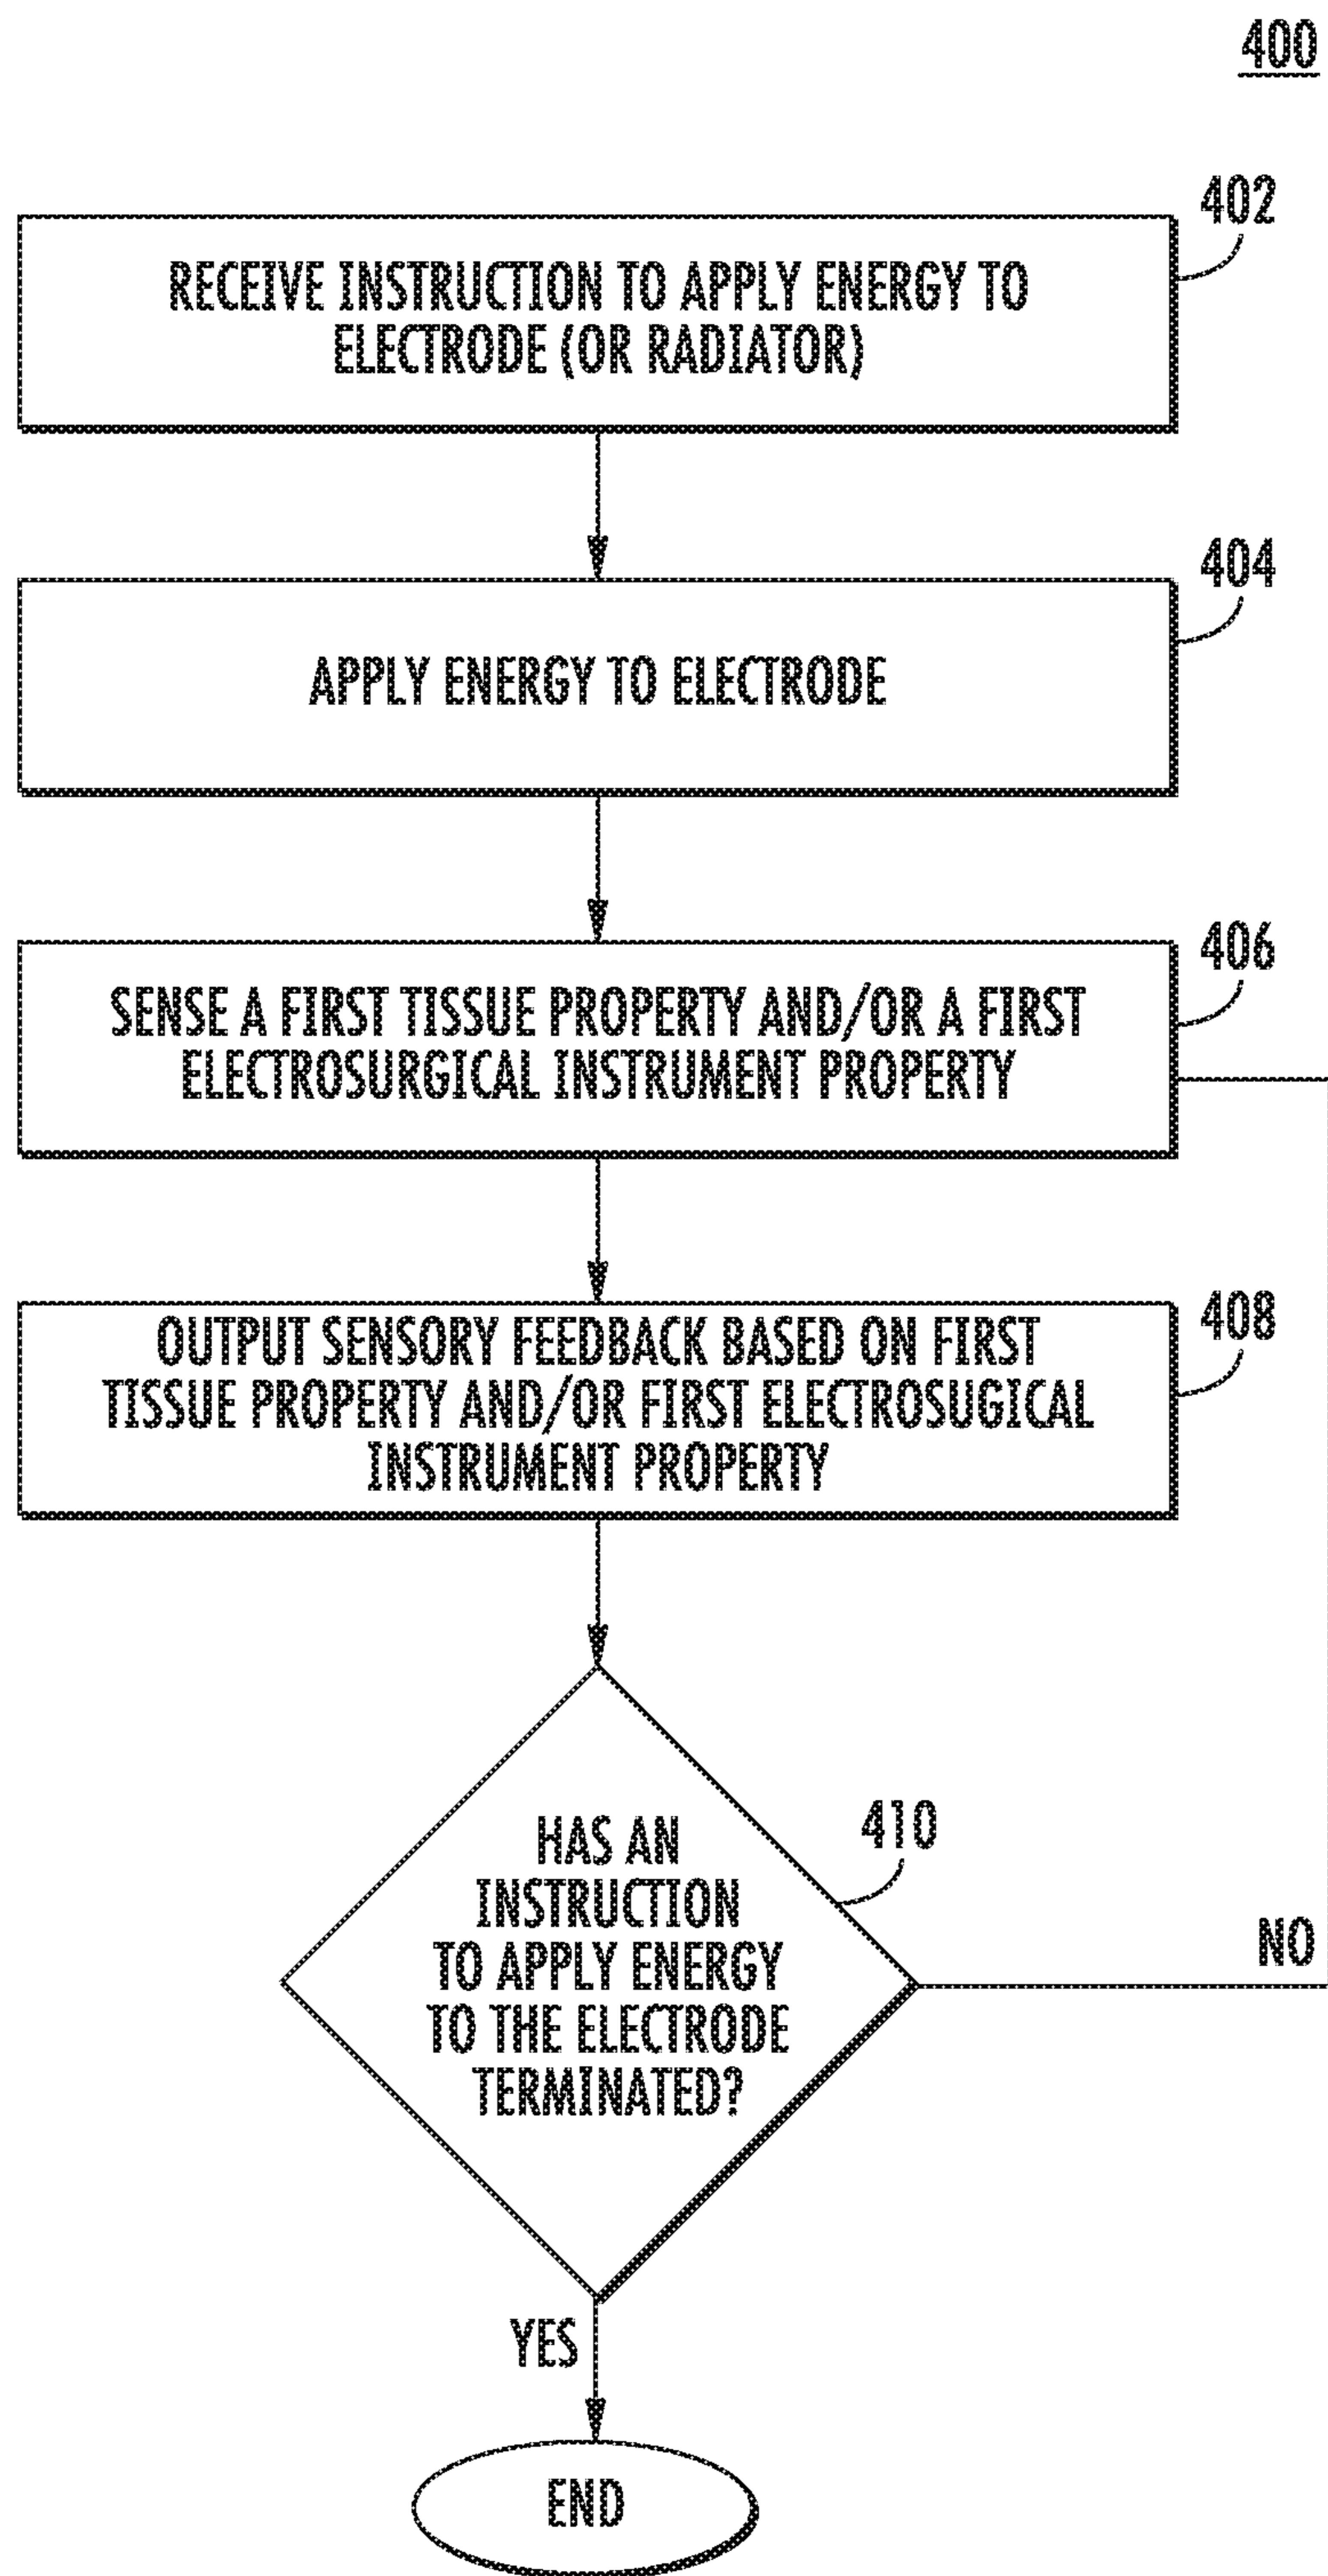 400
402
RECEIVE INSTRUCTION TO APPLY ENERGY TO
ELECTRODE (OR RADIATOR)
404
APPLY ENERGY TO ELECTRODE
406
SENSE A FIRST TISSUE PROPERTY AND/OR A FIRST
ELECTROSURGICAL INSTRUMENT PROPERTY
408
OUTPUT SENSORY FEEDBACK BASED ON FIRST
TISSUE PROPERTY AND/OR FIRST ELECTROSUGICAL
INSTRUMENT PROPERTY
410
HAS AN
INSTRUCTION
TO APPLY ENERGY
TO THE ELECTRODE
TERMINATED?
NO
YES
END